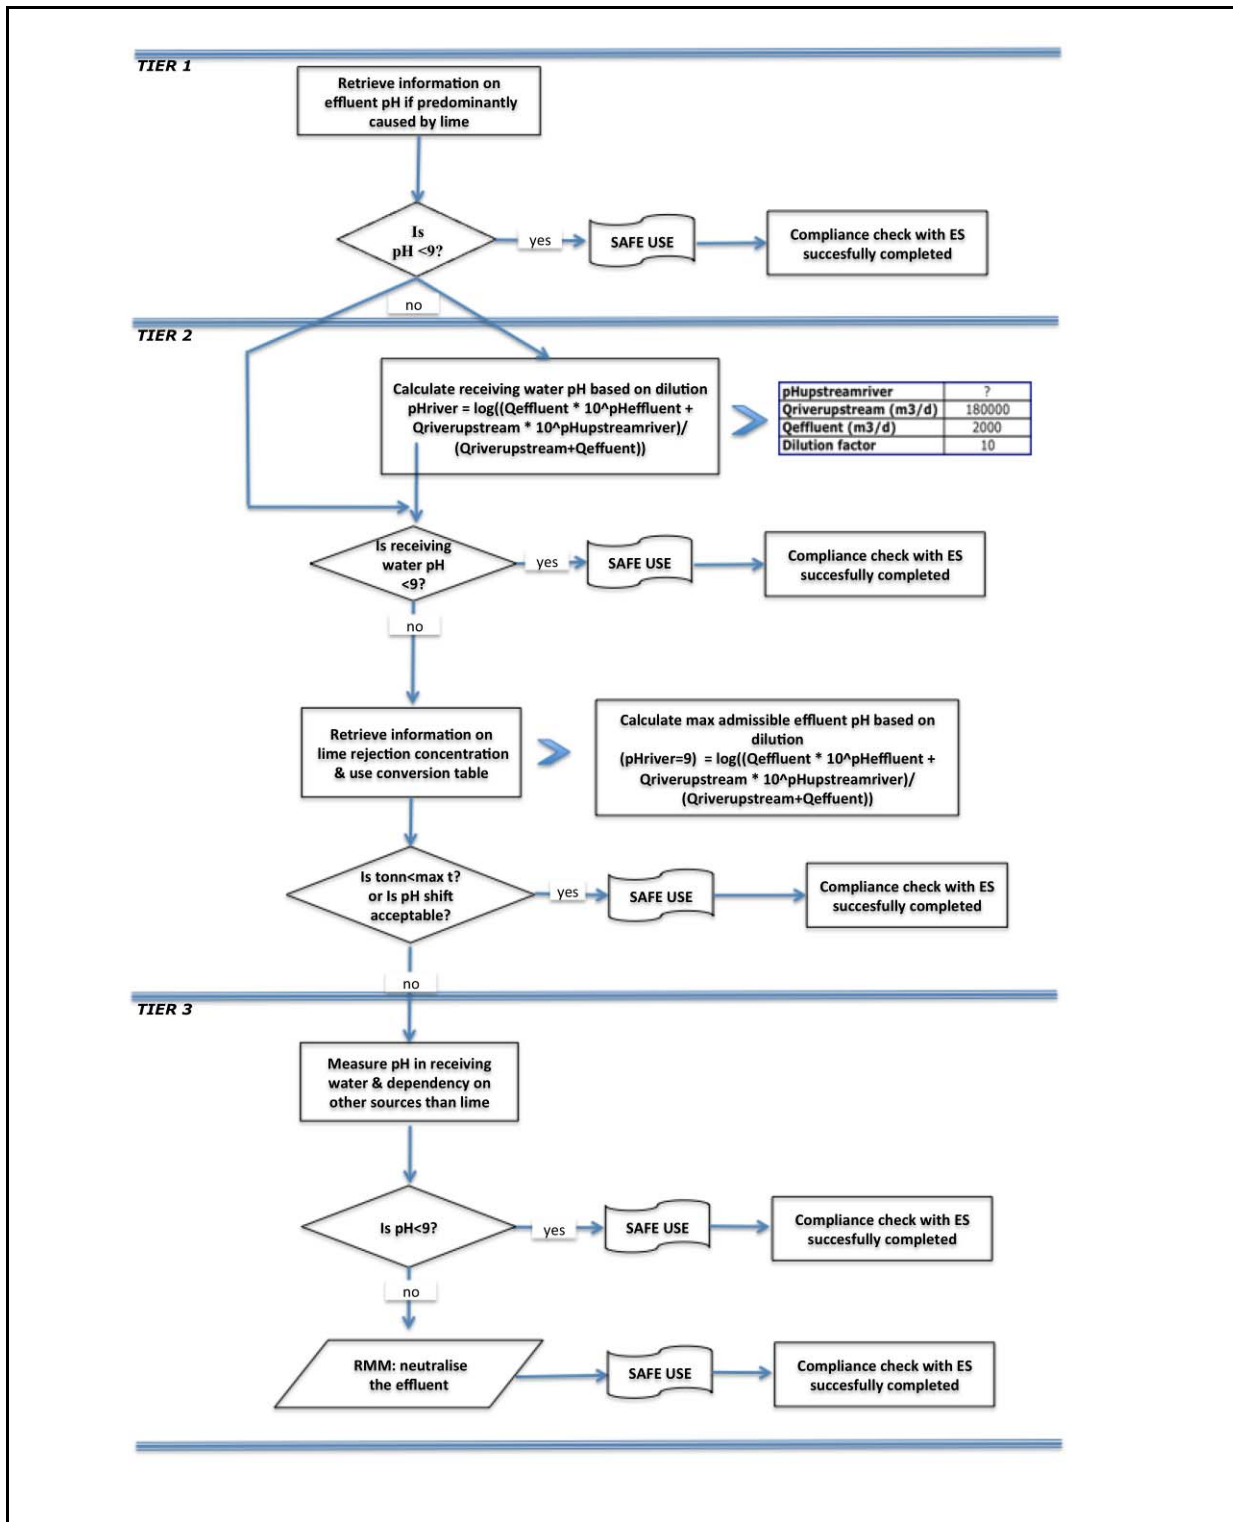 TIER 1
Retrieve information on
effluent pH if predominantly
caused by lime
Is
pH <9?
yes
SAFE USE
Compliance check with ES
succesfully completed
no
TIER 2
Calculate receiving water pH based on dilution
pHriver = log((Qeffluent * 10^pHeffluent +
Qriverupstream * 10^pHupstreamriver)/
(Qriverupstream+Qeffuent))
pHupstreamriver ?
Qriverupstream (m3/d) 180000
Qeffluent (m3/d) 2000
Dilution factor 10
Is receiving
water pH
<9?
yes
SAFE USE
Compliance check with ES
succesfully completed
no
Retrieve information on
lime rejection concentration
& use conversion table
Calculate max admissible effluent pH based on
dilution
(pHriver=9) = log((Qeffluent * 10^pHeffluent +
Qriverupstream * 10^pHupstreamriver)/
(Qriverupstream+Qeffuent))
Is tonn<max t?
or Is pH shift
acceptable?
yes
SAFE USE
Compliance check with ES
succesfully completed
no
TIER 3
Measure pH in receiving
water & dependency on
other sources than lime
Is pH<9?
yes
SAFE USE
Compliance check with ES
succesfully completed
no
RMM: neutralise
the effluent
SAFE USE
Compliance check with ES
succesfully completed